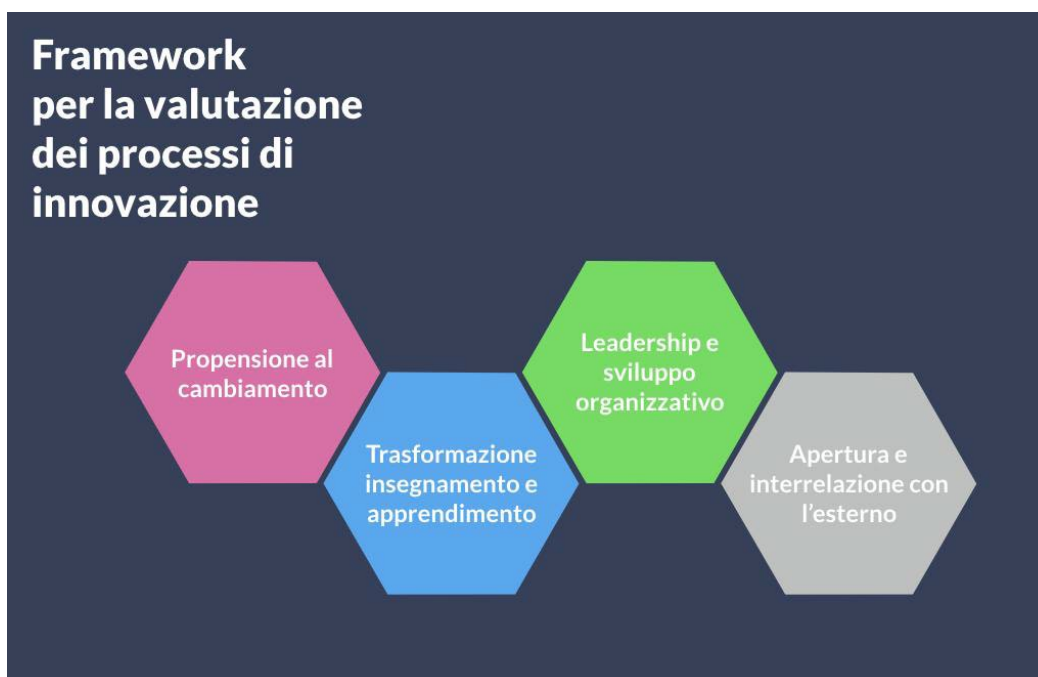 Framework
per la valutazione
dei processi di
innovazione
Propensione al
cambiamento
Trasformazione
insegnamento e
apprendimento
Leadership e
sviluppo
organizzativo
Apertura e
interrelazione con
l'esterno